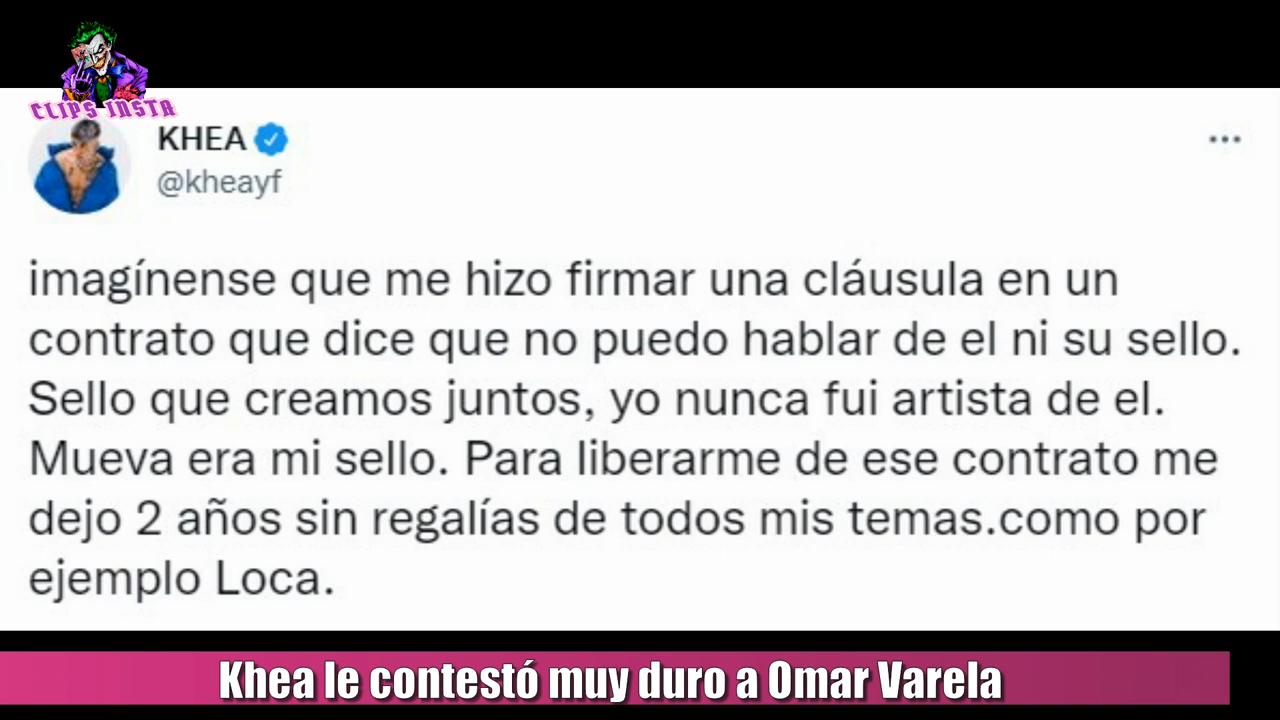 CLIPS INSTA
KHEA
@kheayf
imagínense que me hizo firmar una cláusula en un
contrato que dice que no puedo hablar de el ni su sello.
Sello que creamos juntos, yo nunca fui artista de el.
Mueva era mi sello. Para liberarme de ese contrato me
dejo 2 años sin regalías de todos mis temas.como por
ejemplo Loca.
Khea le contestó muy duro a Omar Varela